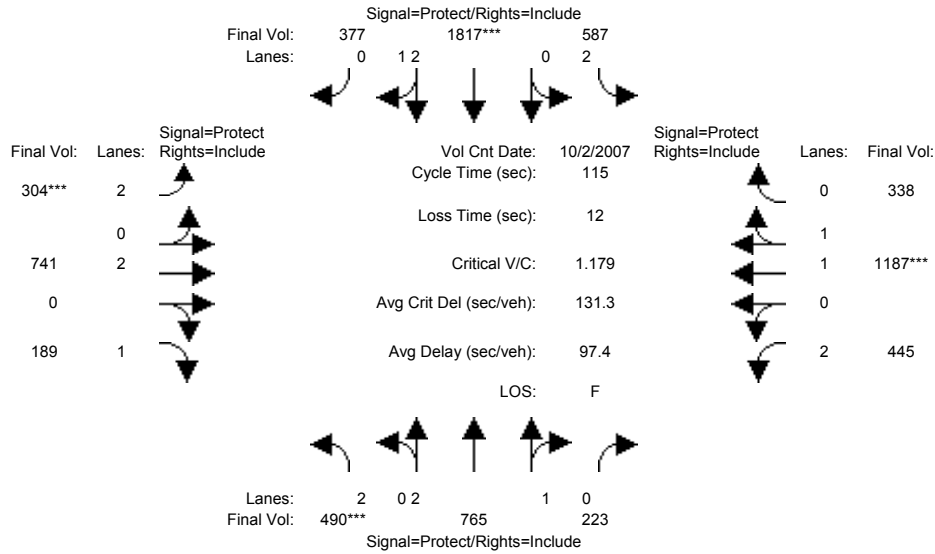 Signal=Protect/Rights=Include
Final Vol: 377 1817*** 587
Lanes: 0 1 2 0 2
Signal=Protect Signal=Protect
Final Vol: Lanes: Rights=Include Vol Cnt Date: 10/2/2007 Rights=Include Lanes: Final Vol:
Cycle Time (sec): 115
304*** 2 0 338
Loss Time (sec): 12
0 1
741 2 Critical V/C: 1.179 1 1187***
0 0 Avg Crit Del (sec/veh): 131.3 0
189 1 Avg Delay (sec/veh): 97.4 2 445
LOS: F
Lanes: 2 0 2 1 0
Final Vol: 490*** 765 223
Signal=Protect/Rights=Include